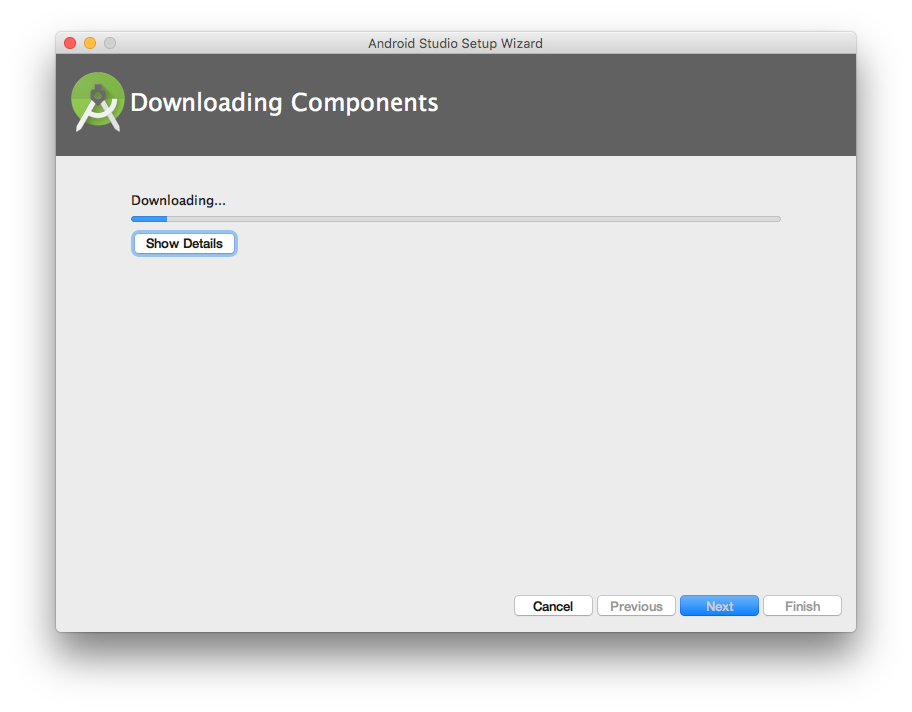 Android Studio Setup Wizard
Downloading Components
Downloading...
Show Details
Cancel Previous Next Finish